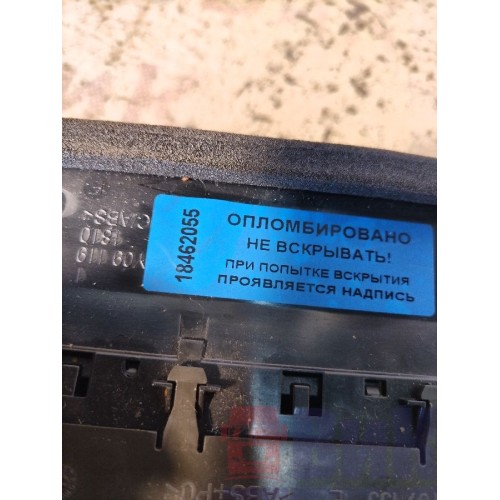 18462055
ОПЛОМБИРОВАНО
НЕ ВСКРЫВАТЬ!
ПРИ ПОПЫТКЕ ВСКРЫТИЯ
ПРОЯВЛЯЕТСЯ НАДПИСЬ